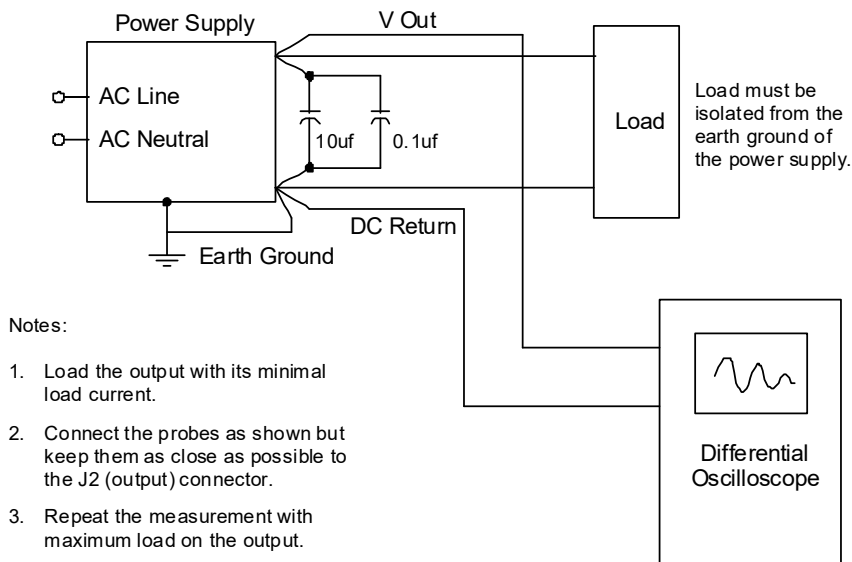 Power Supply
V Out
AC Line
AC Neutral
10uf
0.1uf
Load
Load must be
isolated from the
earth ground of
the power supply.
DC Return
Earth Ground
Notes:
1. Load the output with its minimal
load current.
2. Connect the probes as shown but
keep them as close as possible to
the J2 (output) connector.
3. Repeat the measurement with
maximum load on the output.
Differential
Oscilloscope